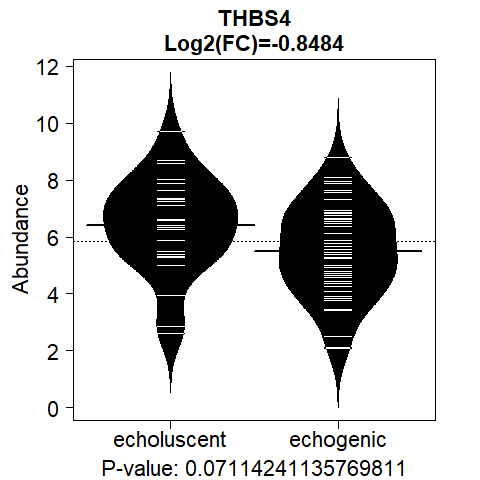 THBS4
Log2(FC)=-0.8484
Abundance
12
10
8
6
4
2
0
echoluscent echogenic
P-value: 0.07114241135769811